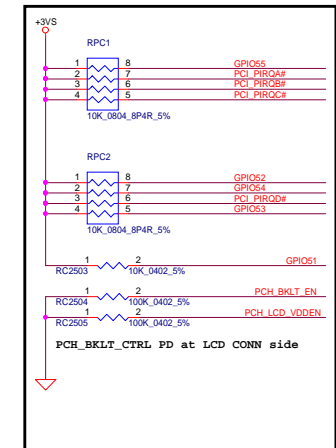 +3VS
RPC1
1 8 GPIO55
2 7 PCI_PIRQA#
3 6 PCI_PIRQB#
4 5 PCI_PIRQC#
10K_0804_8P4R_5%
RPC2
1 8 GPIO52
2 7 GPIO54
3 6 PCI_PIRQD#
4 5 GPIO53
10K_0804_8P4R_5%
1 2 GPIO51
RC2503 10K_0402_5%
1 2 PCH_BKLT_EN
RC2504 100K_0402_5%
1 2 PCH_LCD_VDDEN
RC2505 100K_0402_5%
PCH_BKLT_CTRL PD at LCD CONN side